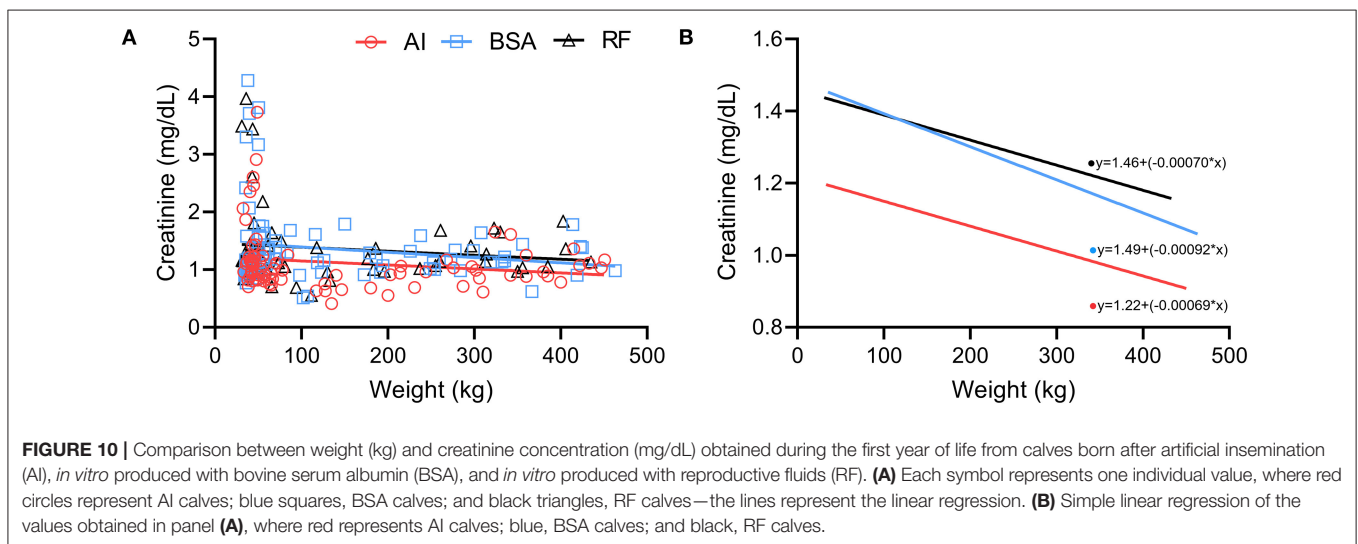 A
AI BSA RF
5
4
3
2
1
0
Creatinine (mg/dL)
0 100 200 300 400 500
Weight (kg)
B
1.6
1.4
1.2
1.0
0.8
Creatinine (mg/dL)
y=1.46+(-0.00070*x)
y=1.49+(-0.00092*x)
y=1.22+(-0.00069*x)
0 100 200 300 400 500
Weight (kg)
FIGURE 10 | Comparison between weight (kg) and creatinine concentration (mg/dL) obtained during the first year of life from calves born after artificial insemination
(AI), in vitro produced with bovine serum albumin (BSA), and in vitro produced with reproductive fluids (RF). (A) Each symbol represents one individual value, where red
circles represent AI calves; blue squares, BSA calves; and black triangles, RF calves—the lines represent the linear regression. (B) Simple linear regression of the
values obtained in panel (A), where red represents AI calves; blue, BSA calves; and black, RF calves.